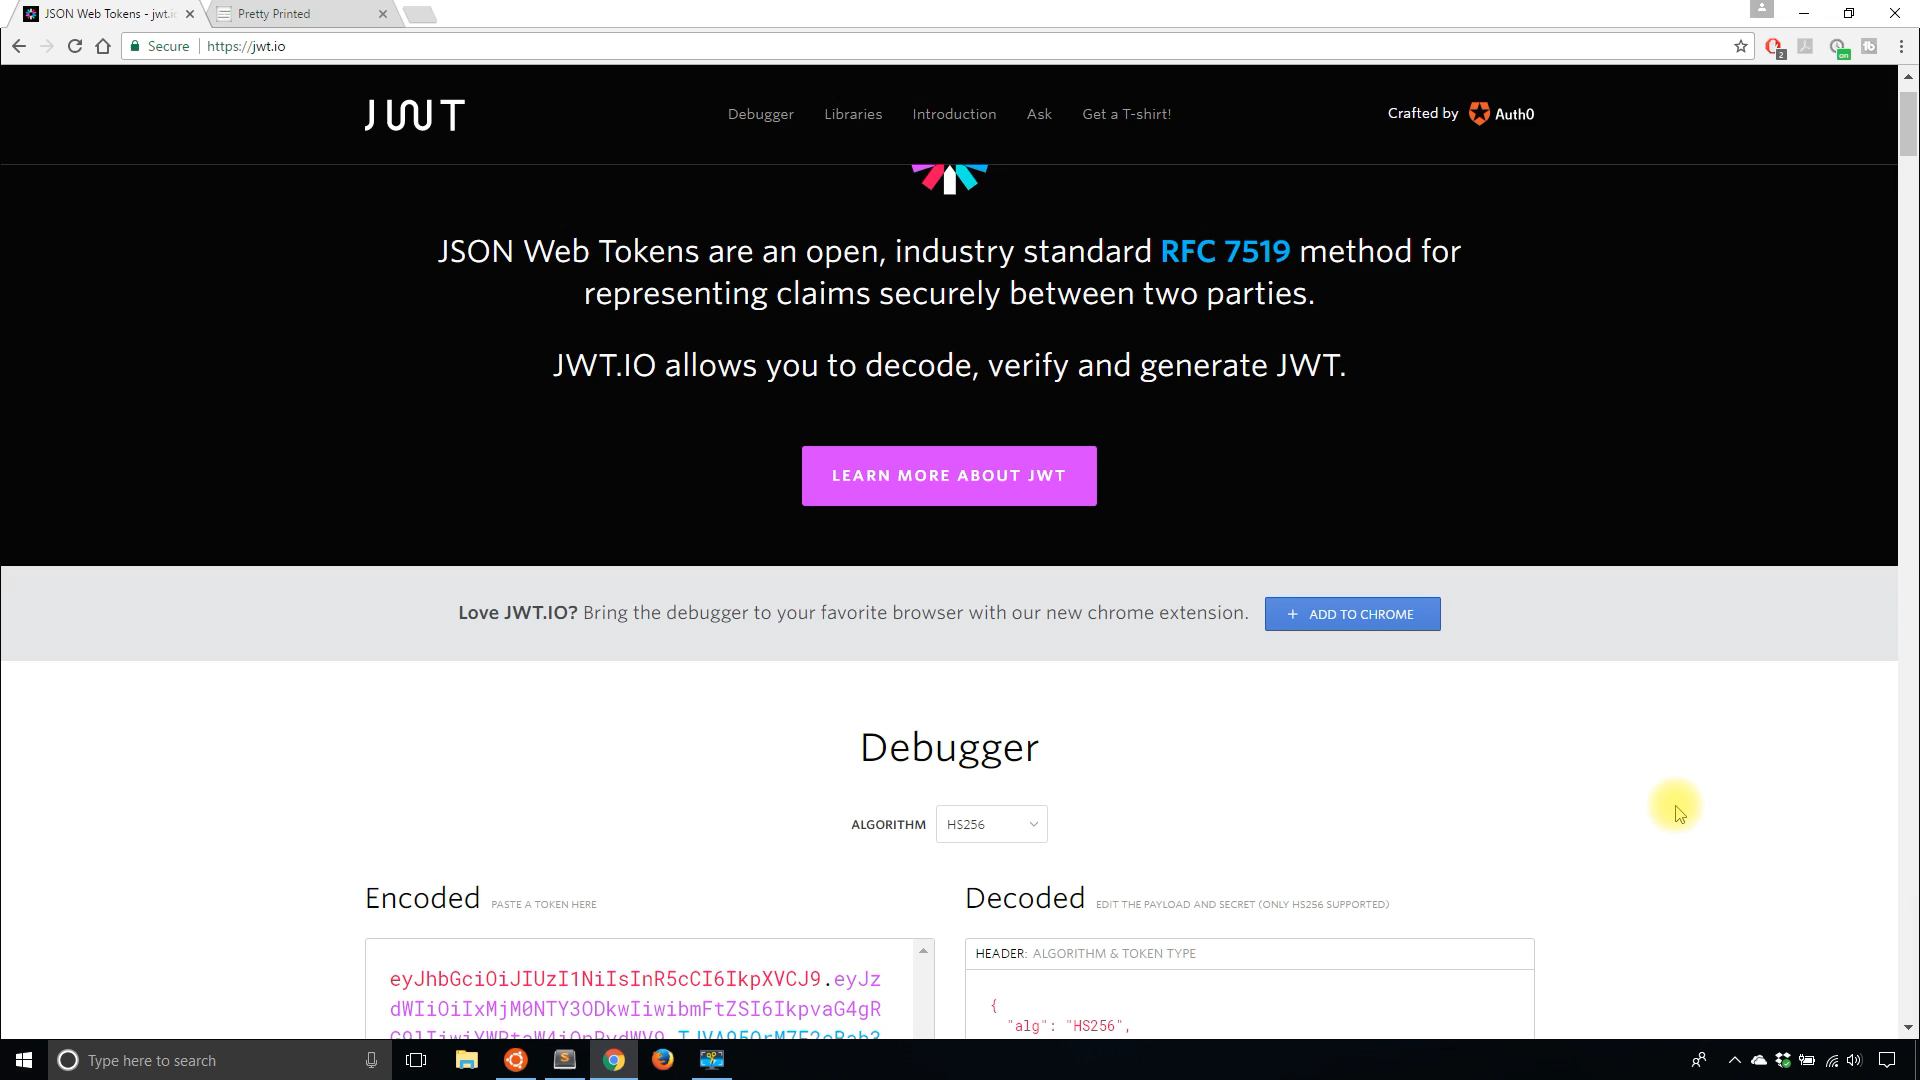 JSON Web Tokens - jwt.i
Pretty Printed
Secure
https://jwt.io
2
on
JWT
Debugger
Libraries
Introduction
Ask
Get a T-shirt!
Crafted by Auth0
JSON Web Tokens are an open, industry standard RFC 7519 method for
representing claims securely between two parties.
JWT.IO allows you to decode, verify and generate JWT.
LEARN MORE ABOUT JWT
Love JWT.IO? Bring the debugger to your favorite browser with our new chrome extension.
+ ADD TO CHROME
Debugger
ALGORITHM HS256
Encoded PASTE A TOKEN HERE
Decoded EDIT THE PAYLOAD AND SECRET (ONLY HS256 SUPPORTED)
eyJhbGciOiJIUzI1NiIsInR5cCI6IkpXVCJ9.eyJz
dWIiOiIxMjM0NTY3ODkwIiwibmFtZSI6IkpvaG4gR
HEADER: ALGORITHM & TOKEN TYPE
{
"alg": "HS256",
Type here to search